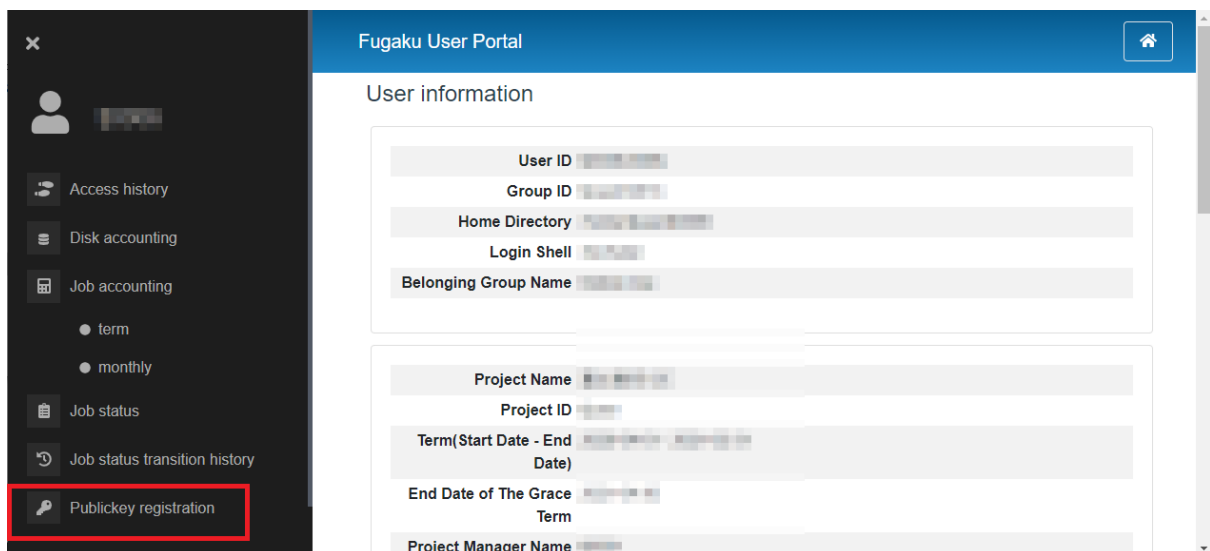 Fugaku User Portal
Access history
Disk accounting
Job accounting
term
monthly
Job status
Job status transition history
Publickey registration
User information
User ID
Group ID
Home Directory
Login Shell
Belonging Group Name
Project Name
Project ID
Term(Start Date - End
Date)
End Date of The Grace
Term
Project Manager Name